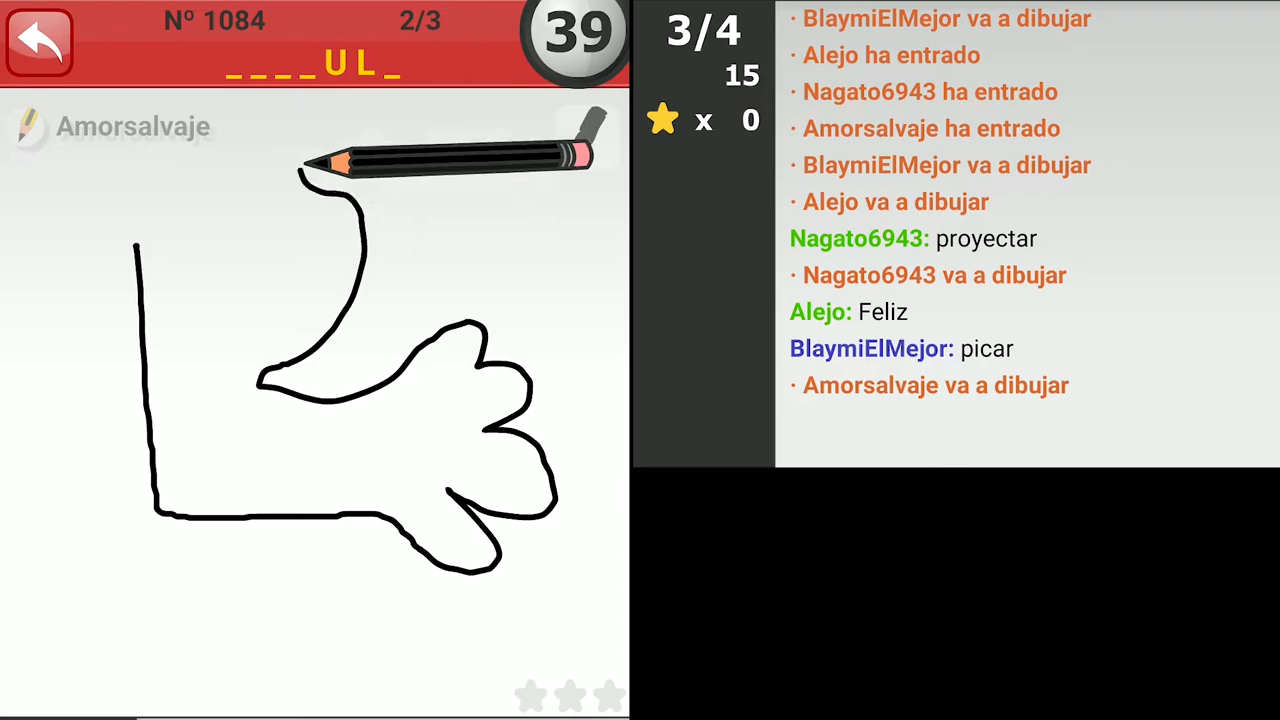 Nº 1084
2/3
39
_ _ _ _ U L _
Amorsalvaje
3/4
15
x 0
· BlaymiElMejor va a dibujar
· Alejo ha entrado
· Nagato6943 ha entrado
· Amorsalvaje ha entrado
· BlaymiElMejor va a dibujar
· Alejo va a dibujar
Nagato6943: proyectar
· Nagato6943 va a dibujar
Alejo: Feliz
BlaymiElMejor: picar
· Amorsalvaje va a dibujar